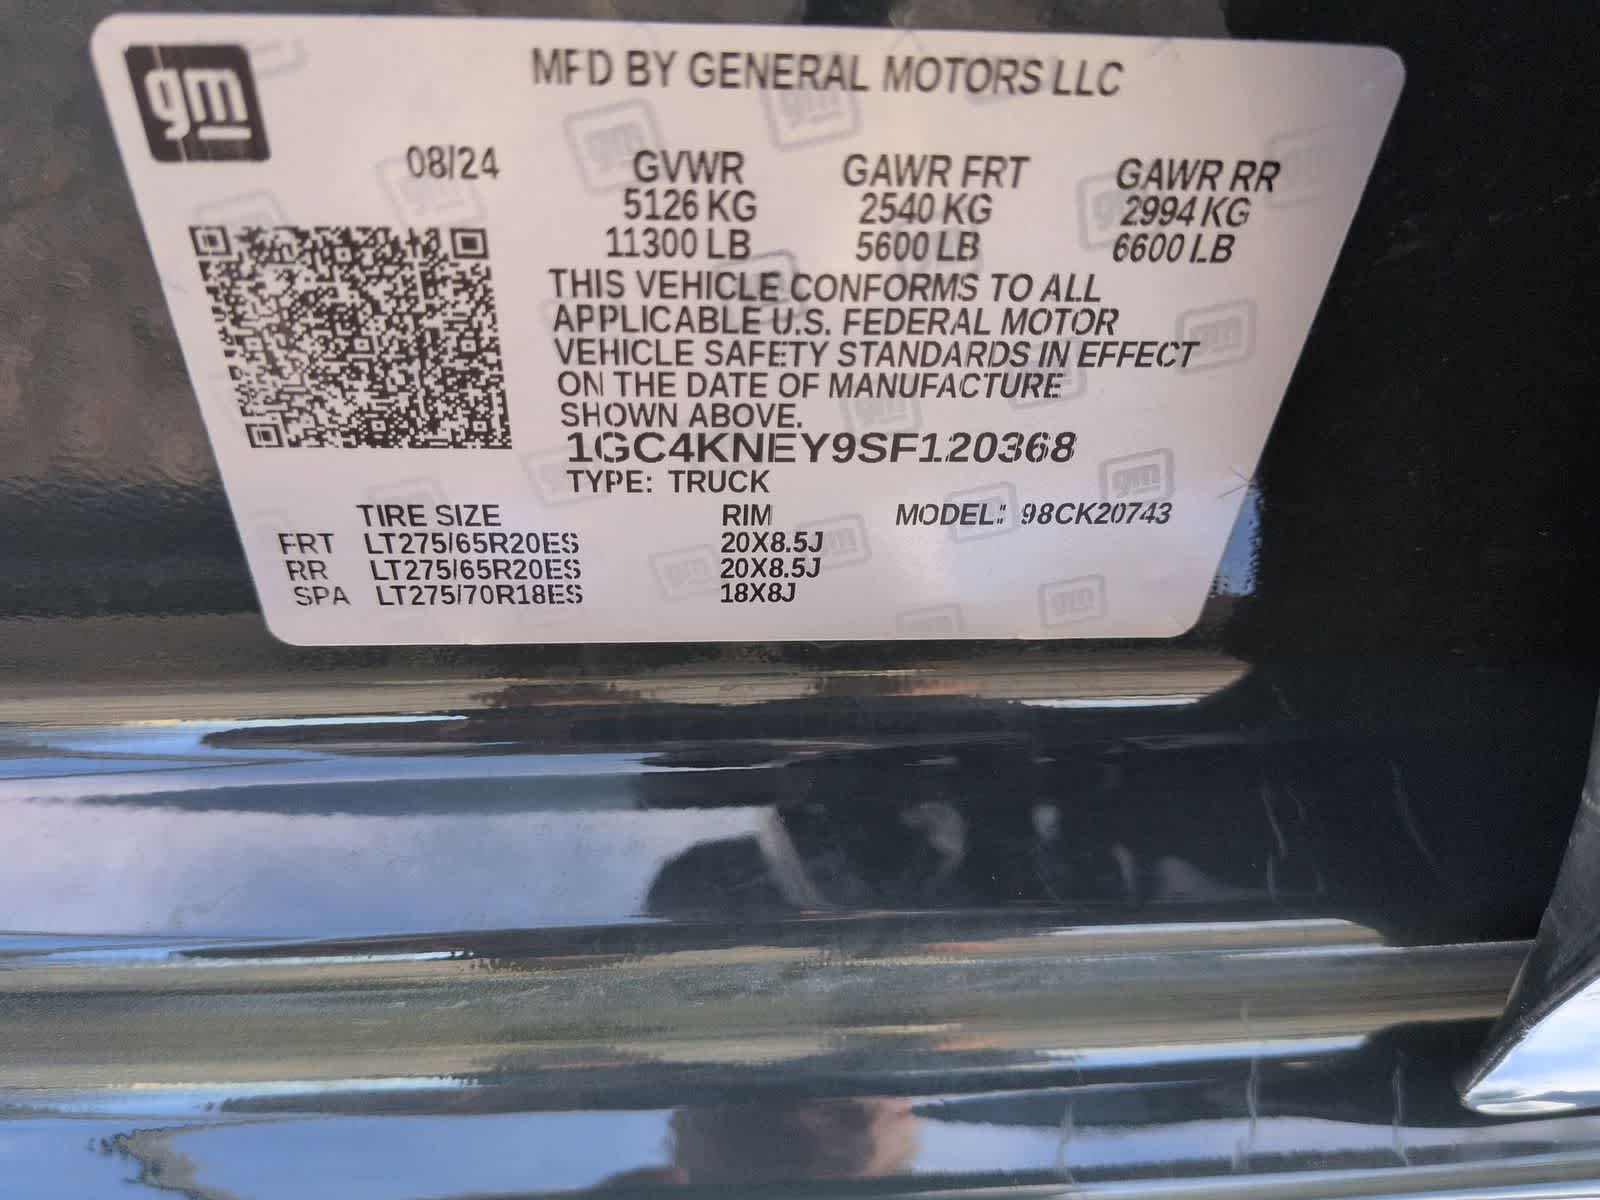 gm
MFD BY GENERAL MOTORS LLC
08/24 GVWR GAWR FRT GAWR RR
5126 KG 2540 KG 2994 KG
11300 LB 5600 LB 6600 LB
THIS VEHICLE CONFORMS TO ALL
APPLICABLE U.S. FEDERAL MOTOR
VEHICLE SAFETY STANDARDS IN EFFECT
ON THE DATE OF MANUFACTURE
SHOWN ABOVE.
1GC4KNEY9SF120368
TYPE: TRUCK
TIRE SIZE RIM MODEL: 98CK20743
FRT LT275/65R20ES 20X8.5J
RR LT275/65R20ES 20X8.5J
SPA LT275/70R18ES 18X8J